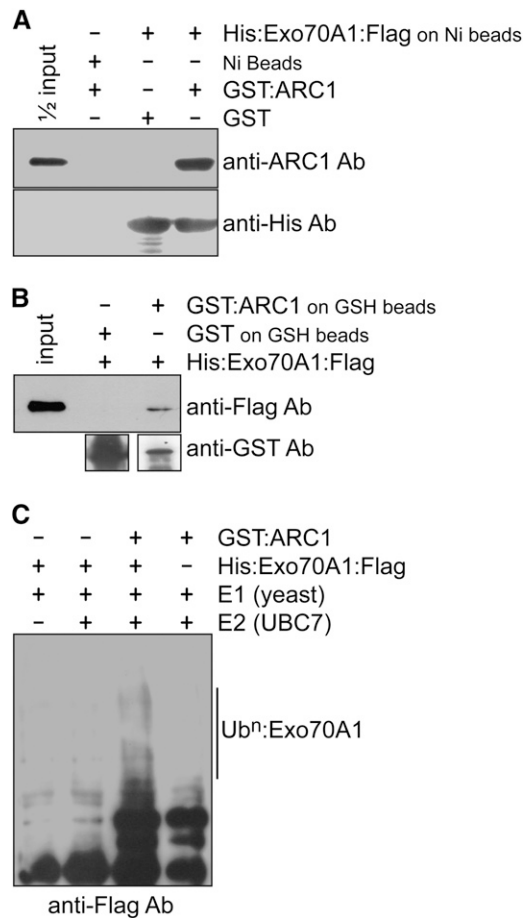 A
½ input
– – + + His:Exo70A1:Flag on Ni beads
+ – – Ni Beads
+ – + GST:ARC1
– + – GST
anti-ARC1 Ab
anti-His Ab
B
input
– + GST:ARC1 on GSH beads
+ – GST on GSH beads
+ + His:Exo70A1:Flag
anti-Flag Ab
anti-GST Ab
C
– – + + GST:ARC1
+ + + – His:Exo70A1:Flag
+ + + + E1 (yeast)
– + + + E2 (UBC7)
Ubⁿ:Exo70A1
anti-Flag Ab